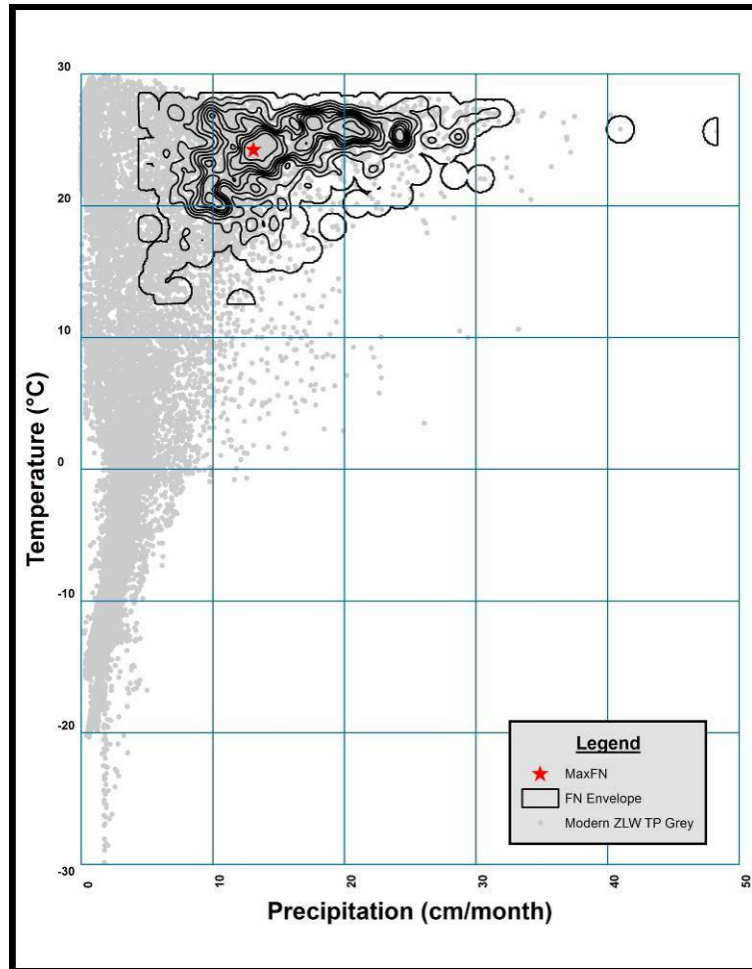 30
20
10
0
-10
-20
-30
Temperature (°C)
0
10
20
30
40
50
Precipitation (cm/month)
Legend
MaxFN
FN Envelope
Modern ZLW TP Grey